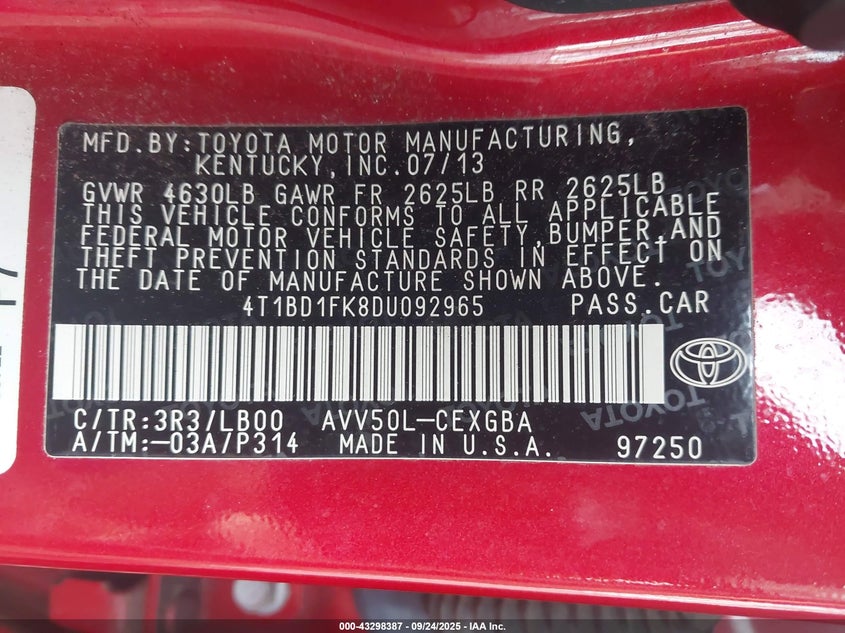 MFD.BY:TOYOTA MOTOR MANUFACTURING,
KENTUCKY,INC.07/13
GVWR 4630LB GAWR FR 2625LB RR 2625LB
THIS VEHICLE CONFORMS TO ALL APPLICABLE
FEDERAL MOTOR VEHICLE SAFETY,BUMPER,AND
THEFT PREVENTION STANDARDS IN EFFECT ON
THE DATE OF MANUFACTURE SHOWN ABOVE.
4T1BD1FK8DU092965 PASS.CAR
C/TR:3R3/LB00 AVV50L-CEXGBA
A/TM:-03A/P314 MADE IN U.S.A. 97250
000-43298387 - 09/24/2025 - IAA Inc.